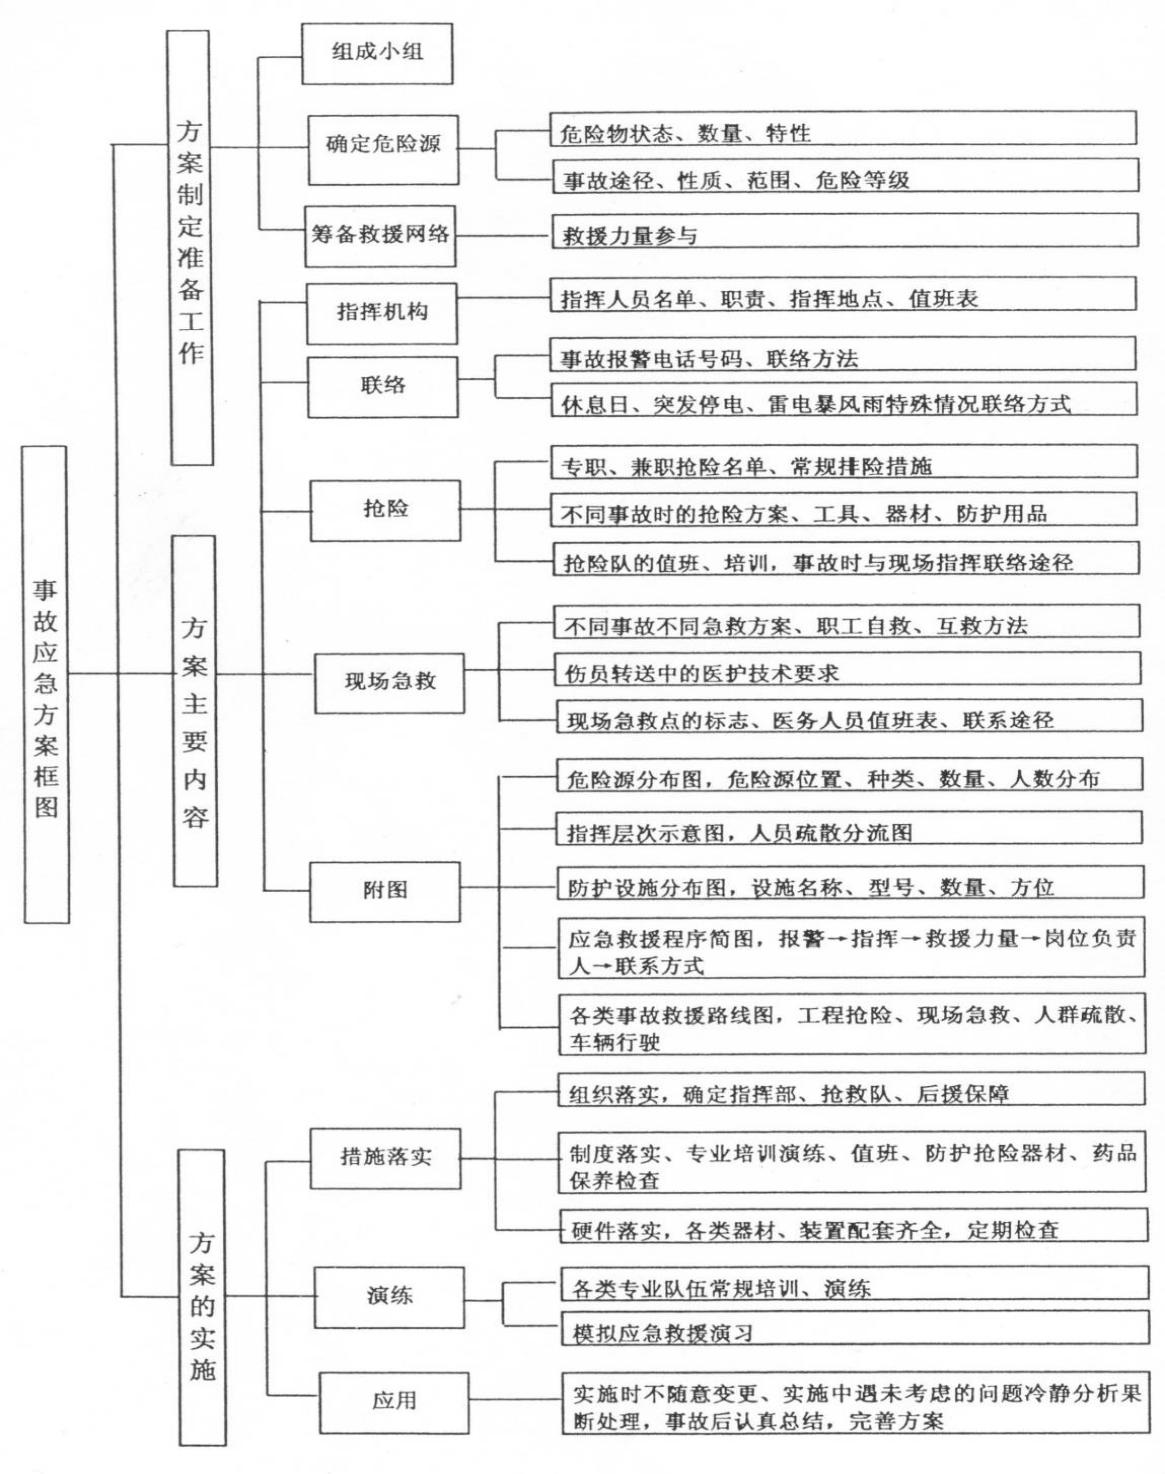 事故应急方案框图
方案制定准备工作
组成小组
确定危险源
危险物状态、数量、特性
事故途径、性质、范围、危险等级
筹备救援网络
救援力量参与
方案主要内容
指挥机构
指挥人员名单、职责、指挥地点、值班表
联络
事故报警电话号码、联络方法
休息日、突发停电、雷电暴风雨特殊情况联络方式
抢险
专职、兼职抢险名单、常规排险措施
不同事故时的抢险方案、工具、器材、防护用品
抢险队的值班、培训，事故时与现场指挥联络途径
现场急救
不同事故不同急救方案、职工自救、互救方法
伤员转送中的医护技术要求
现场急救点的标志、医务人员值班表、联系途径
附图
危险源分布图，危险源位置、种类、数量、人数分布
指挥层次示意图，人员疏散分流图
防护设施分布图，设施名称、型号、数量、方位
应急救援程序简图，报警→指挥→救援力量→岗位负责
人→联系方式
各类事故救援路线图，工程抢险、现场急救、人群疏散、
车辆行驶
方案的实施
措施落实
组织落实，确定指挥部、抢救队、后援保障
制度落实、专业培训演练、值班、防护抢险器材、药品
保养检查
硬件落实，各类器材、装置配套齐全，定期检查
演练
各类专业队伍常规培训、演练
模拟应急救援演习
应用
实施时不随意变更、实施中遇未考虑的问题冷静分析果
断处理，事故后认真总结，完善方案